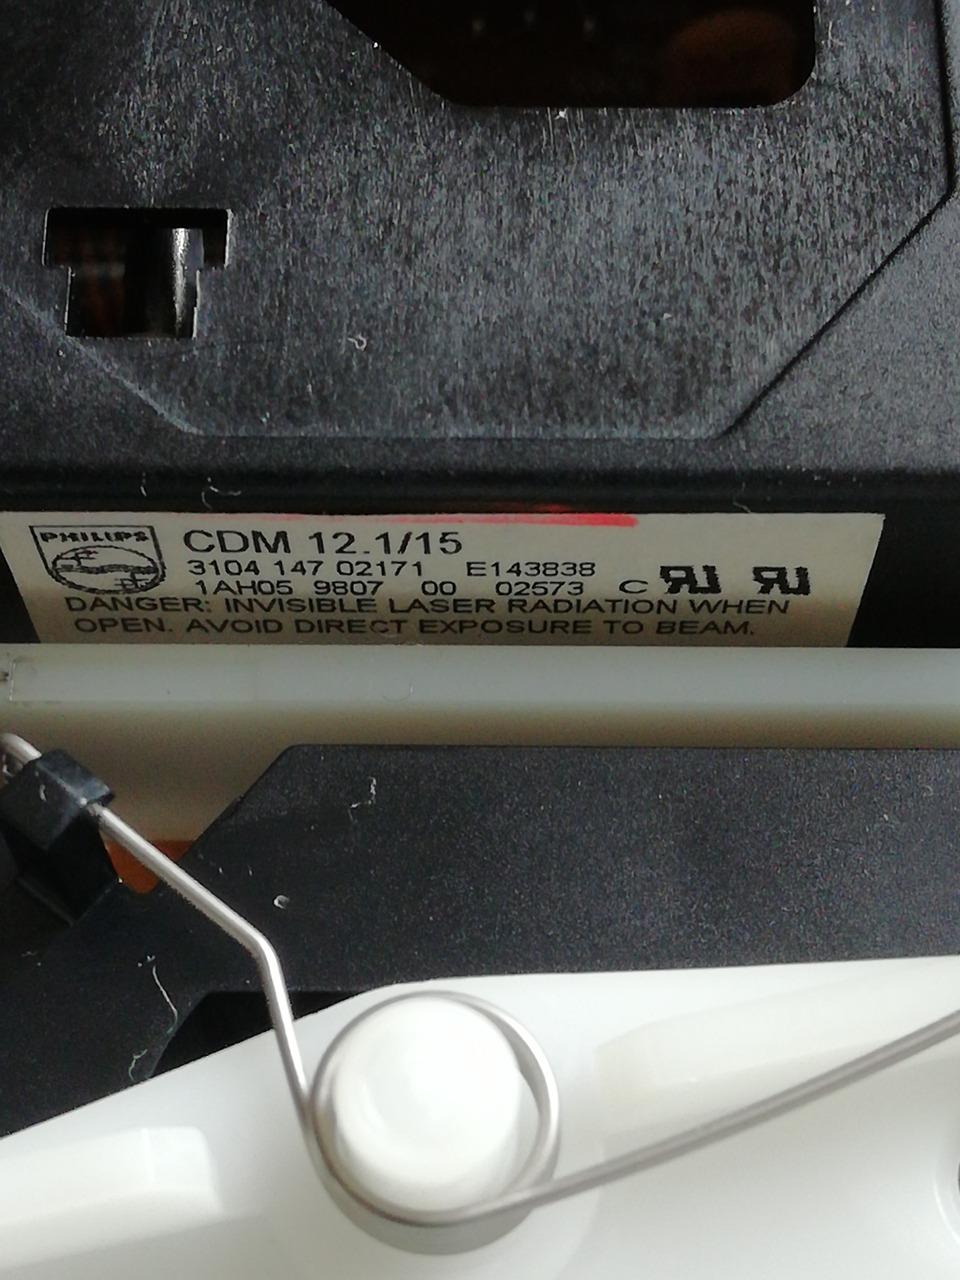 PHILIPS
CDM 12.1/15
3104 147 02171 E143838
1AH05 9807 00 02573 C
DANGER: INVISIBLE LASER RADIATION WHEN
OPEN. AVOID DIRECT EXPOSURE TO BEAM.